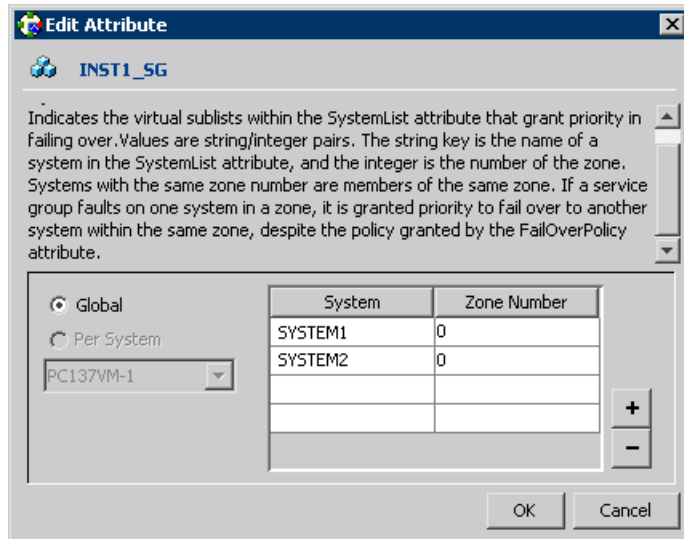 Edit Attribute
INST1_SG
Indicates the virtual sublists within the SystemList attribute that grant priority in
failing over.Values are string/integer pairs. The string key is the name of a
system in the SystemList attribute, and the integer is the number of the zone.
Systems with the same zone number are members of the same zone. If a service
group faults on one system in a zone, it is granted priority to fail over to another
system within the same zone, despite the policy granted by the FailOverPolicy
attribute.
Global
Per System
PC137VM-1
System Zone Number
SYSTEM1 0
SYSTEM2 0
+
-
OK Cancel